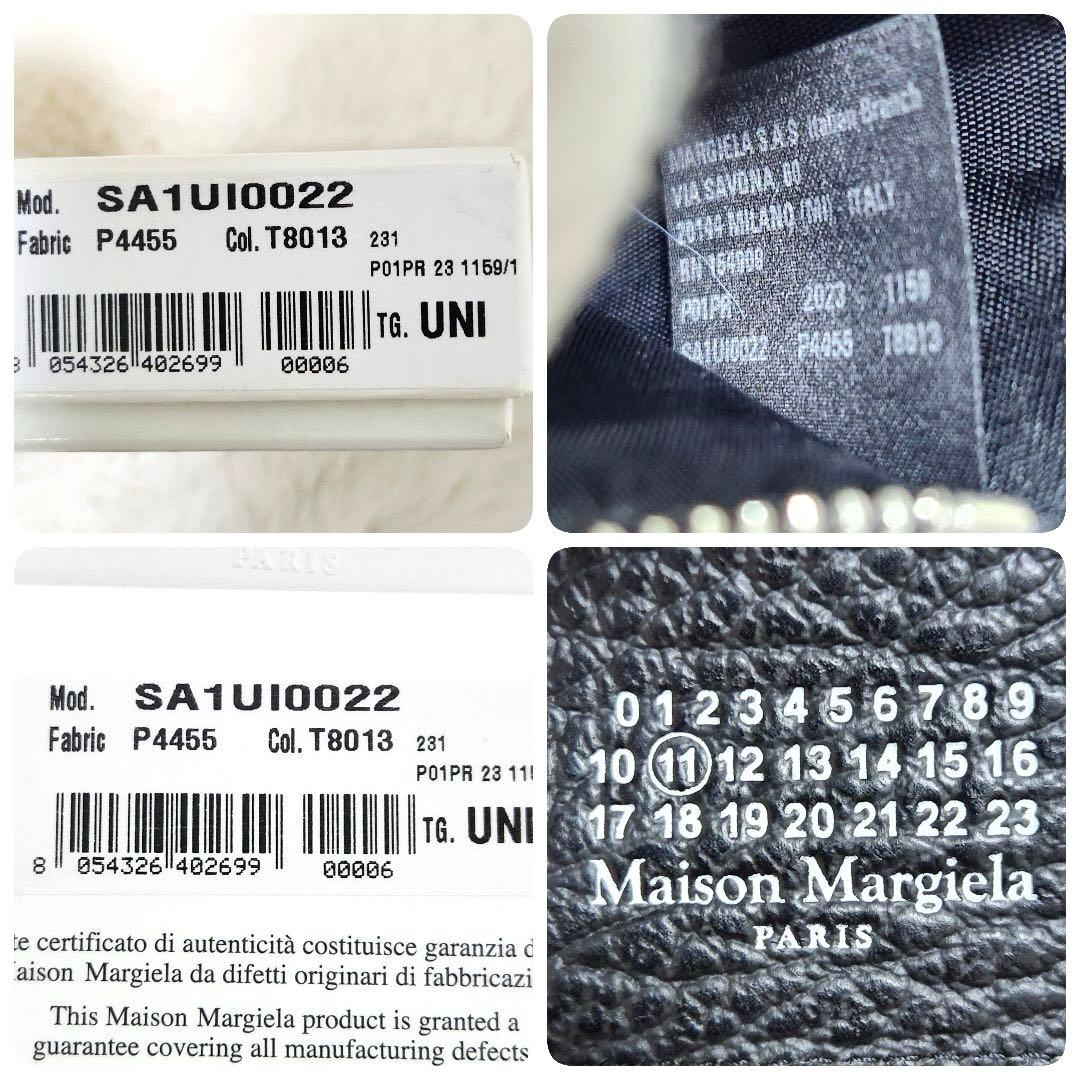 Mod. SA1UI0022
Fabric P4455 Col. T8013 231
P01PR 23 1159/1
TG. UNI
054326 402699 00006
MARGIELA S.A.S. Italian Branch
VIA SAVONA
MILANO ITALY
P01PR 2023 1159
SA1UI0022 P4455 T8013
PARIS
Mod. SA1UI0022
Fabric P4455 Col. T8013 231
P01PR 23 11
TG. UNI
8 054326 402699 00006
te certificato di autenticità costituisce garanzia d
aison Margiela da difetti originari di fabbricazi
This Maison Margiela product is granted a
guarantee covering all manufacturing defects
0 1 2 3 4 5 6 7 8 9
10 11 12 13 14 15 16
17 18 19 20 21 22 23
Maison Margiela
PARIS